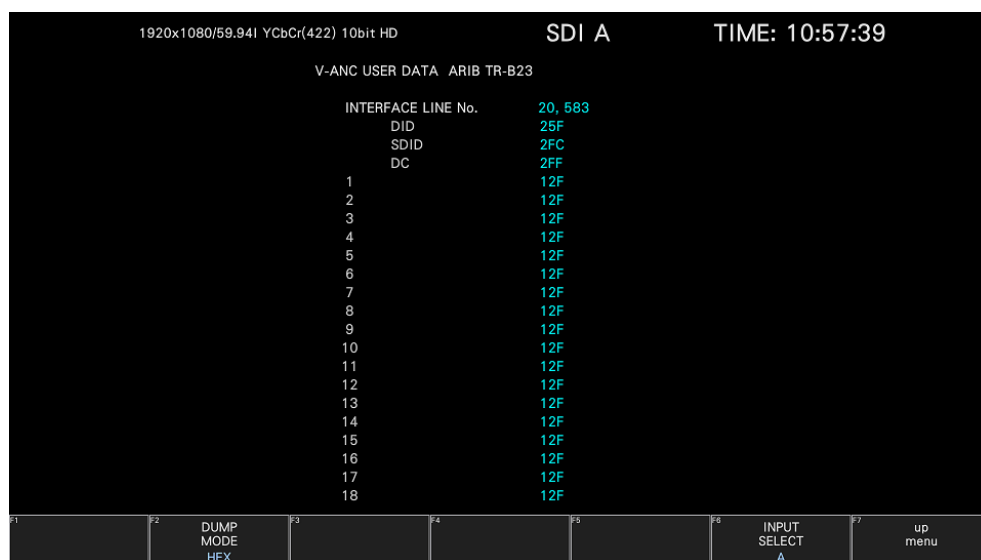 1920x1080/59.94I YCbCr(422) 10bit HD SDI A TIME: 10:57:39
V-ANC USER DATA ARIB TR-B23
INTERFACE LINE No. 20, 583
DID 25F
SDID 2FC
DC 2FF
1 12F
2 12F
3 12F
4 12F
5 12F
6 12F
7 12F
8 12F
9 12F
10 12F
11 12F
12 12F
13 12F
14 12F
15 12F
16 12F
17 12F
18 12F
F1 F2 DUMP MODE HEX F3 F4 F5 F6 INPUT SELECT A F7 up menu